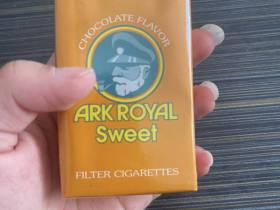 CHOCOLATE FLAVOR
ARK ROYAL
Sweet
FILTER CIGARETTES